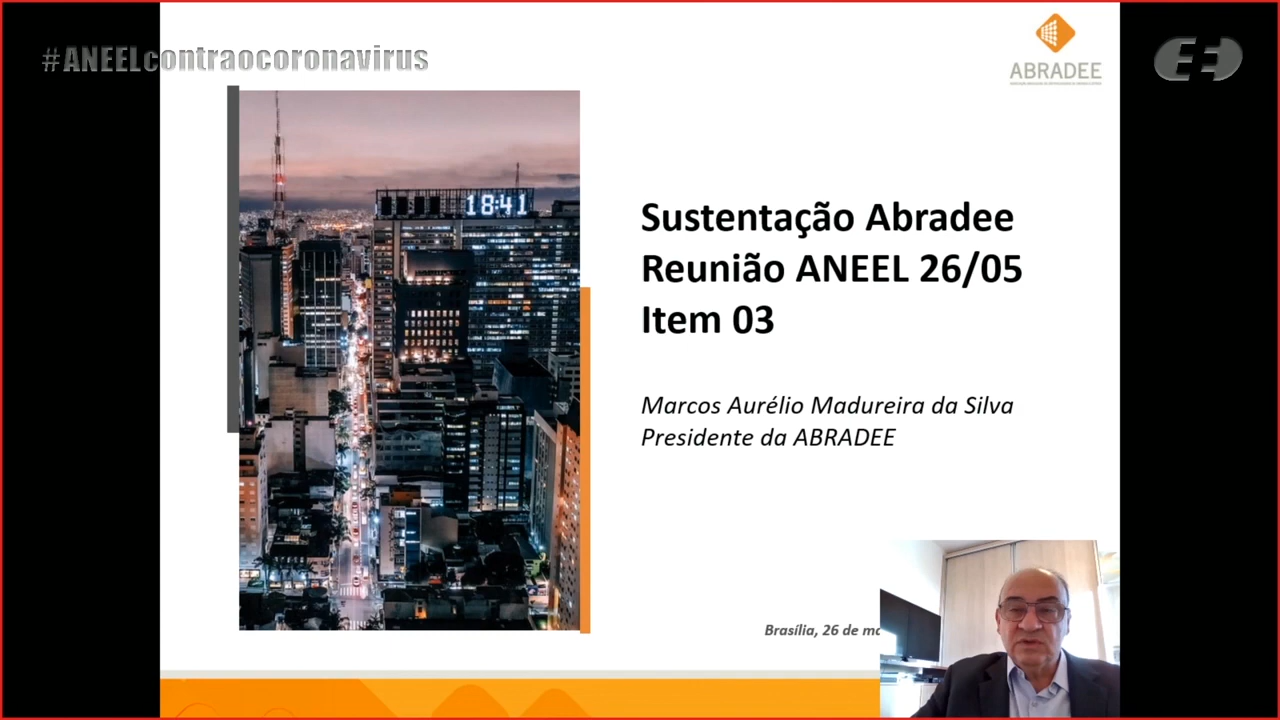 #ANEELcontraocoronavirus
ABRADEE
18:41
Sustentação Abradee
Reunião ANEEL 26/05
Item 03
Marcos Aurélio Madureira da Silva
Presidente da ABRADEE
Brasília, 26 de